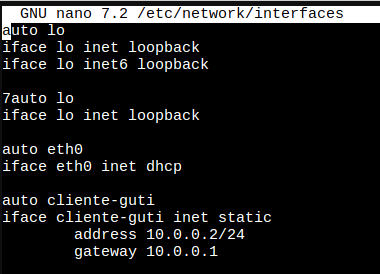 GNU nano 7.2 /etc/network/interfaces
auto lo
iface lo inet loopback
iface lo inet6 loopback
7auto lo
iface lo inet loopback
auto eth0
iface eth0 inet dhcp
auto cliente-guti
iface cliente-guti inet static
address 10.0.0.2/24
gateway 10.0.0.1